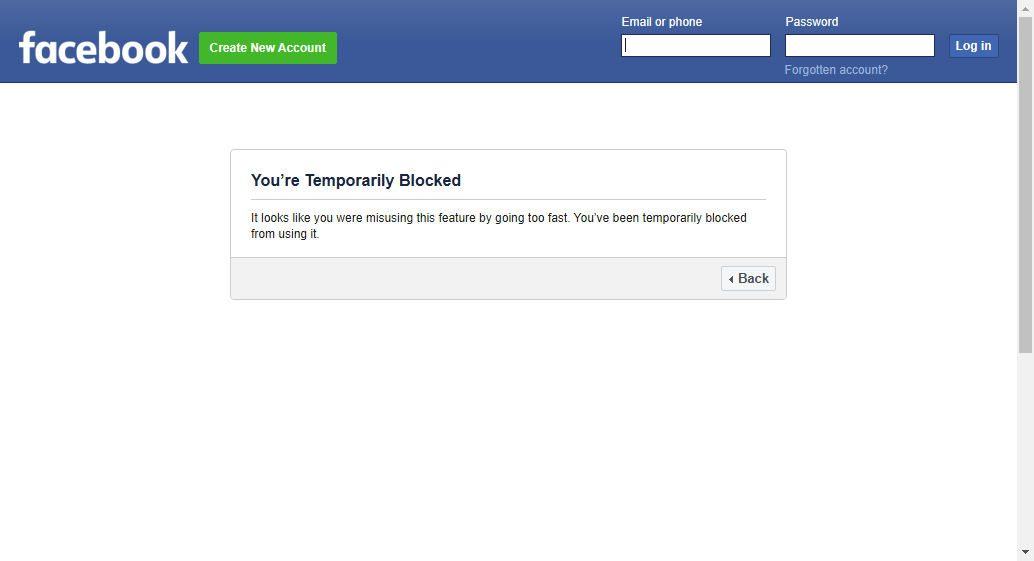 Email or phone
Password
facebook
Create New Account
Log in
Forgotten account?
You’re Temporarily Blocked
It looks like you were misusing this feature by going too fast. You’ve been temporarily blocked
from using it.
Back